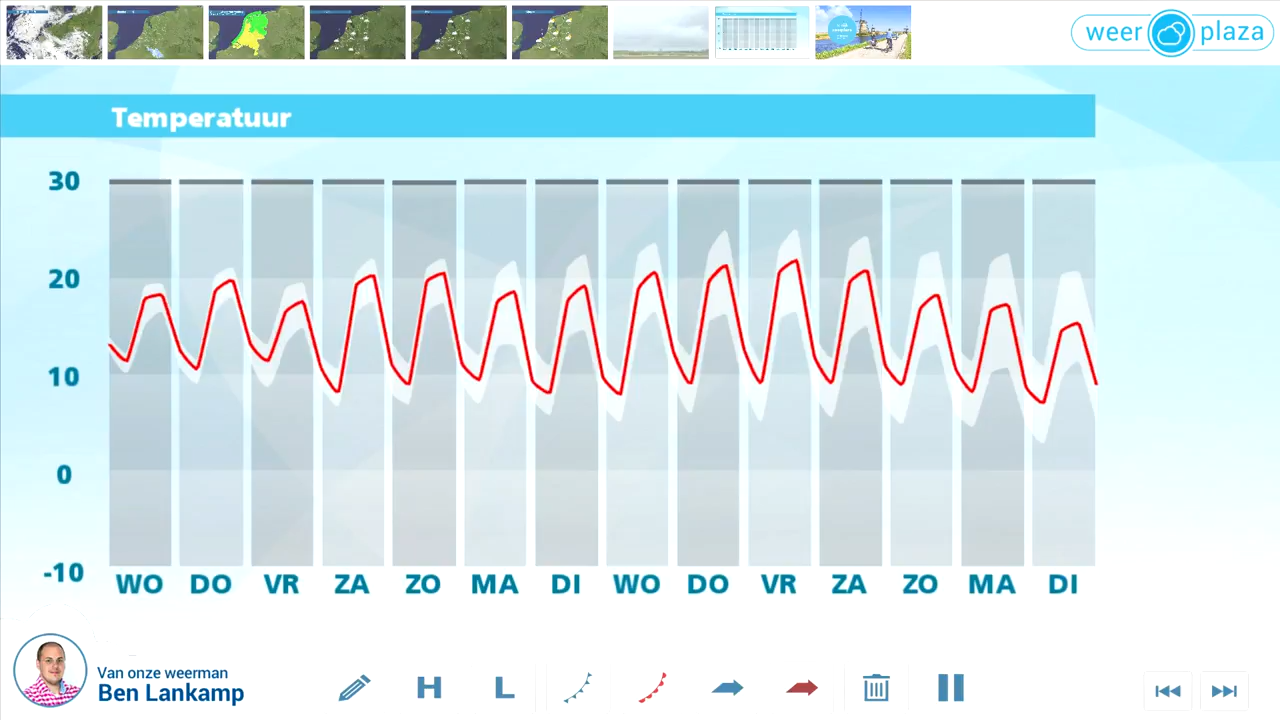 weer plaza
Temperatuur
30
20
10
0
-10
WO DO VR ZA ZO MA DI WO DO VR ZA ZO MA DI
Van onze weerman
Ben Lankamp
H L